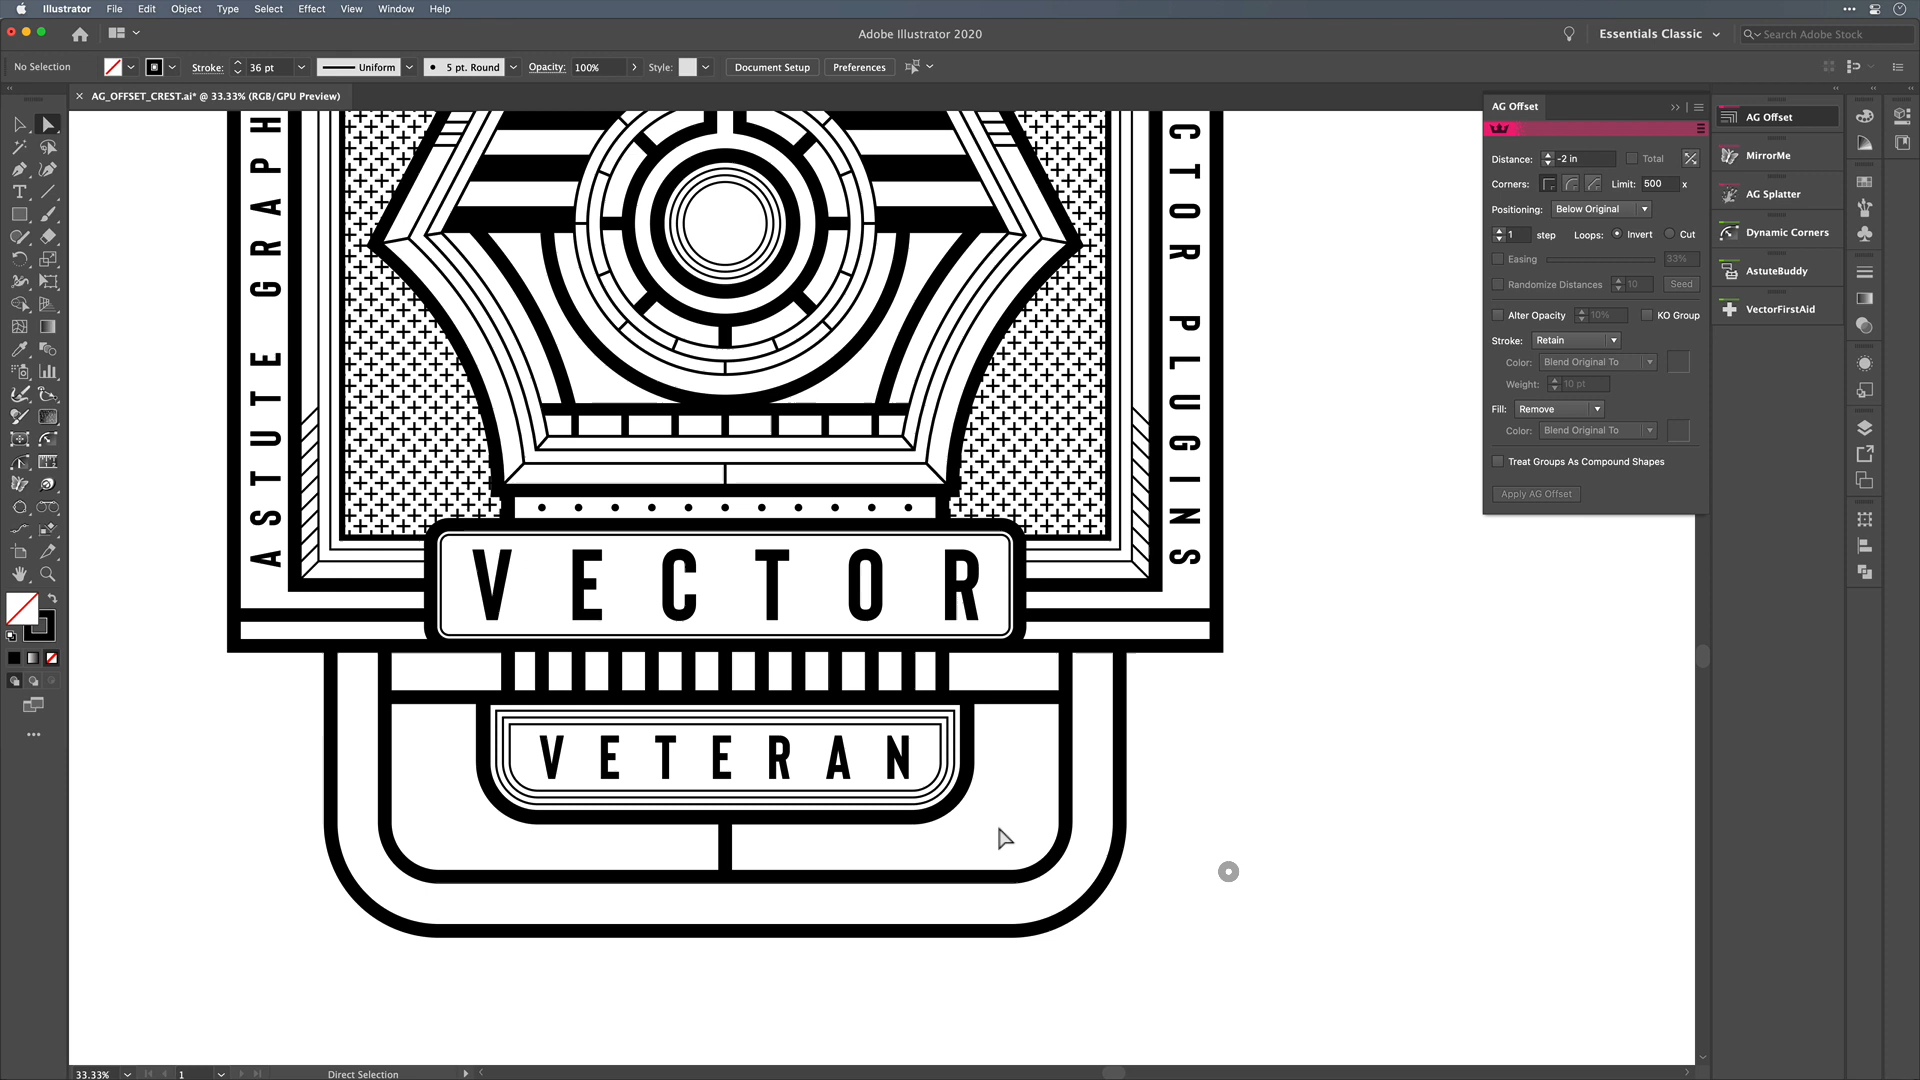 Illustrator File Edit Object Type Select Effect View Window Help
Adobe Illustrator 2020
Essentials Classic
Search Adobe Stock
No Selection
Stroke: 36 pt
Uniform
5 pt. Round
Opacity: 100%
Style:
Document Setup
Preferences
AG_OFFSET_CREST.ai* @ 33.33% (RGB/GPU Preview)
ASTUTE GRAPH
CTOR PLUGINS
VECTOR
VETERAN
AG Offset
Distance: -2 in
Total
Corners:
Limit: 500 x
Positioning: Below Original
1 step
Loops: Invert Cut
Easing 33%
Randomize Distances 10 Seed
Alter Opacity 10% KO Group
Stroke: Retain
Color: Blend Original To
Weight: 10 pt
Fill: Remove
Color: Blend Original To
Treat Groups As Compound Shapes
Apply AG Offset
AG Offset
MirrorMe
AG Splatter
Dynamic Corners
AstuteBuddy
VectorFirstAid
33.33%
1
Direct Selection